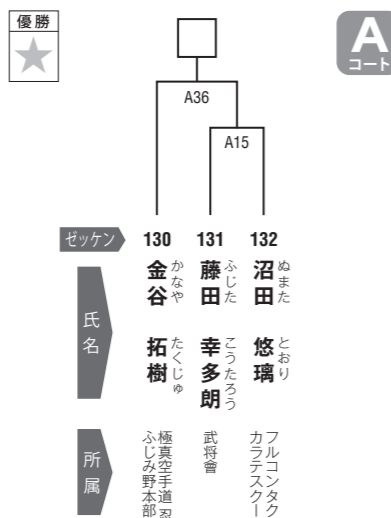 優勝
A
コート
A36
A15
ゼッケン
130
131
132
氏名
金谷 拓樹
かなや たくじゅ
藤田 幸多朗
ふじた こうたろう
沼田 悠璃
ぬまた とおり
所属
極真空手道 忍
ふじみ野本部
武将會
フルコンタク
カラテスクー